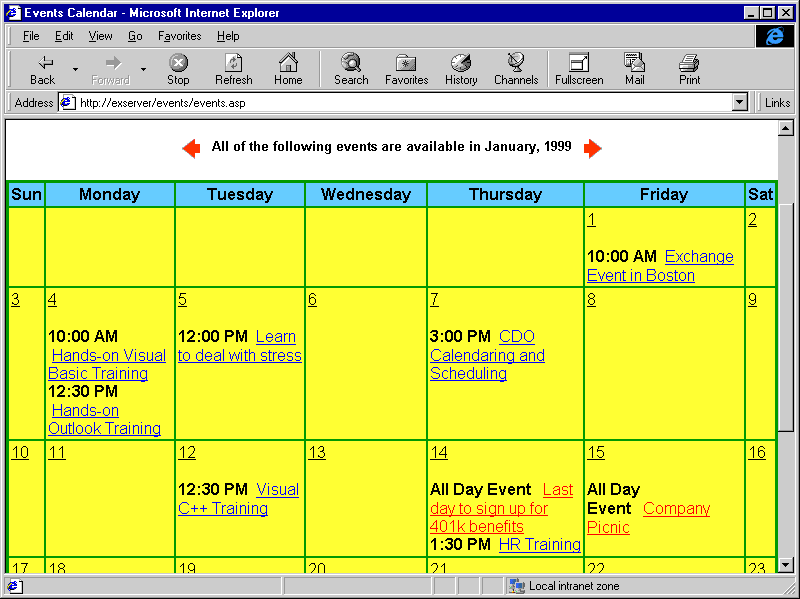 Events Calendar - Microsoft Internet Explorer
File Edit View Go Favorites Help
Back Forward Stop Refresh Home Search Favorites History Channels Fullscreen Mail Print
Address http://exserver/events/events.asp Links
All of the following events are available in January, 1999
Sun Monday Tuesday Wednesday Thursday Friday Sat
1 2
10:00 AM Exchange
Event in Boston
3 4 5 6 7 8 9
10:00 AM
Hands-on Visual
Basic Training
12:30 PM
Hands-on
Outlook Training
12:00 PM Learn
to deal with stress
3:00 PM CDO
Calendaring and
Scheduling
10 11 12 13 14 15 16
12:30 PM Visual
C++ Training
All Day Event Last
day to sign up for
401k benefits
1:30 PM HR Training
All Day
Event Company
Picnic
17 18 19 20 21 22 23
Local intranet zone